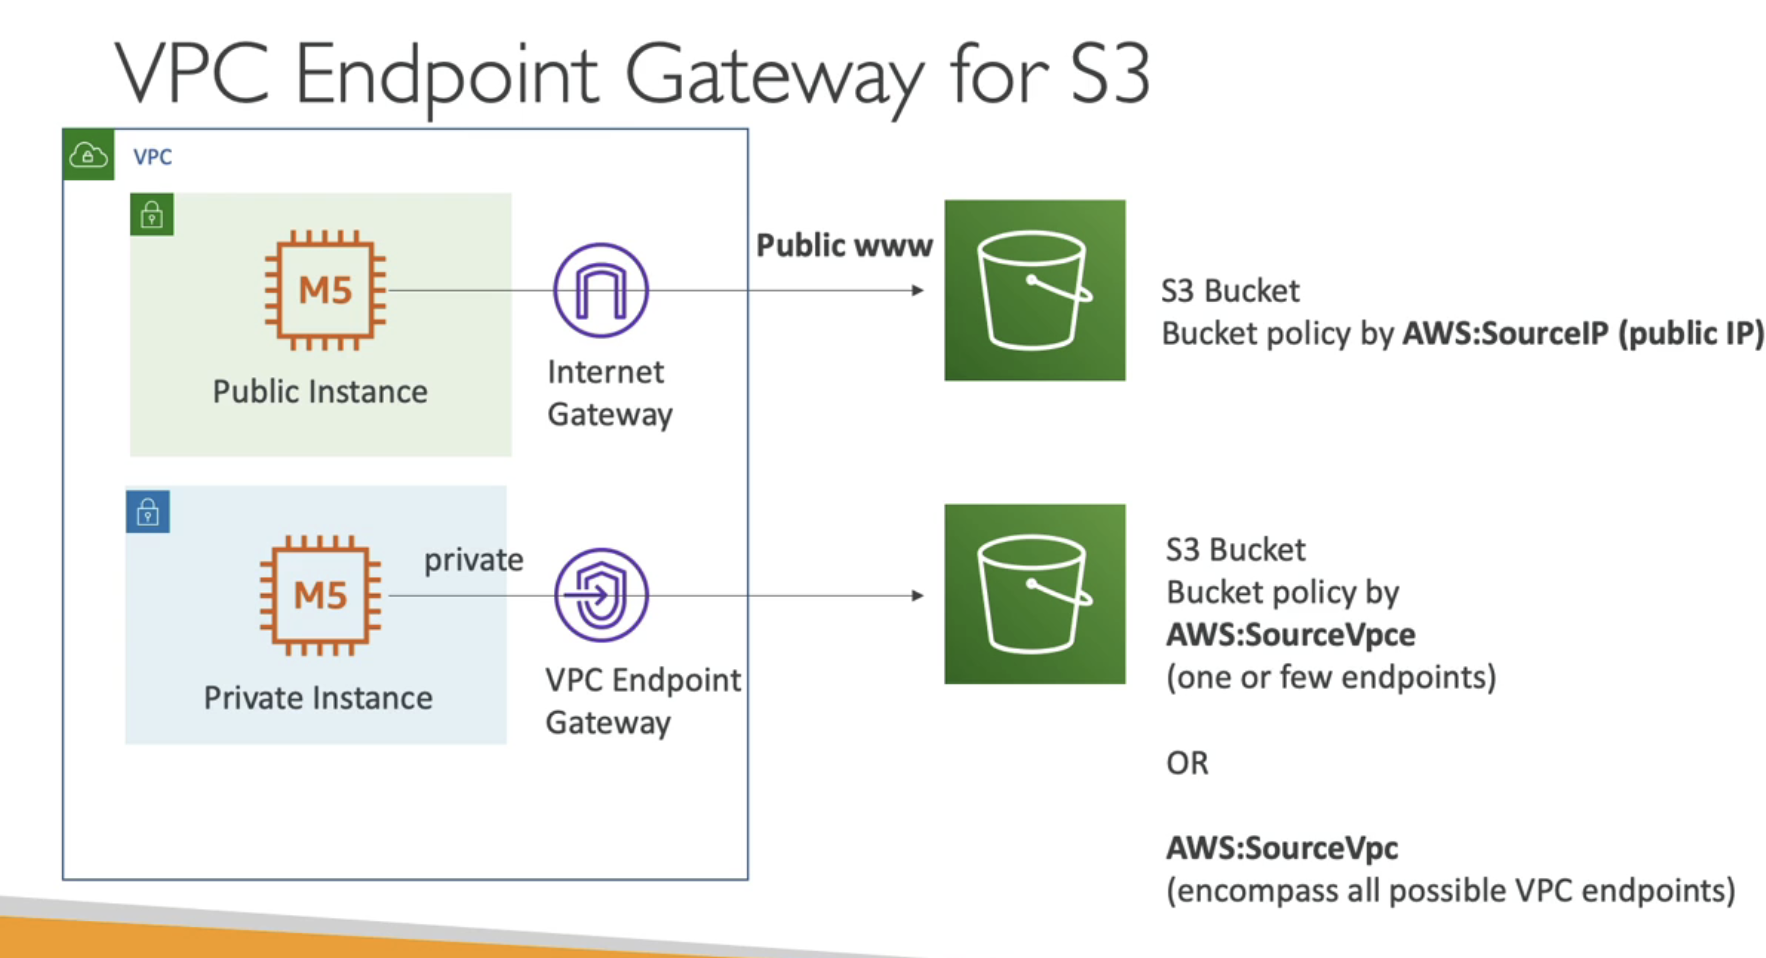 VPC Endpoint Gateway for S3
VPC
M5
Public Instance
Internet
Gateway
Public www
S3 Bucket
Bucket policy by AWS:SourceIP (public IP)
M5
Private Instance
private
VPC Endpoint
Gateway
S3 Bucket
Bucket policy by
AWS:SourceVpce
(one or few endpoints)
OR
AWS:SourceVpc
(encompass all possible VPC endpoints)